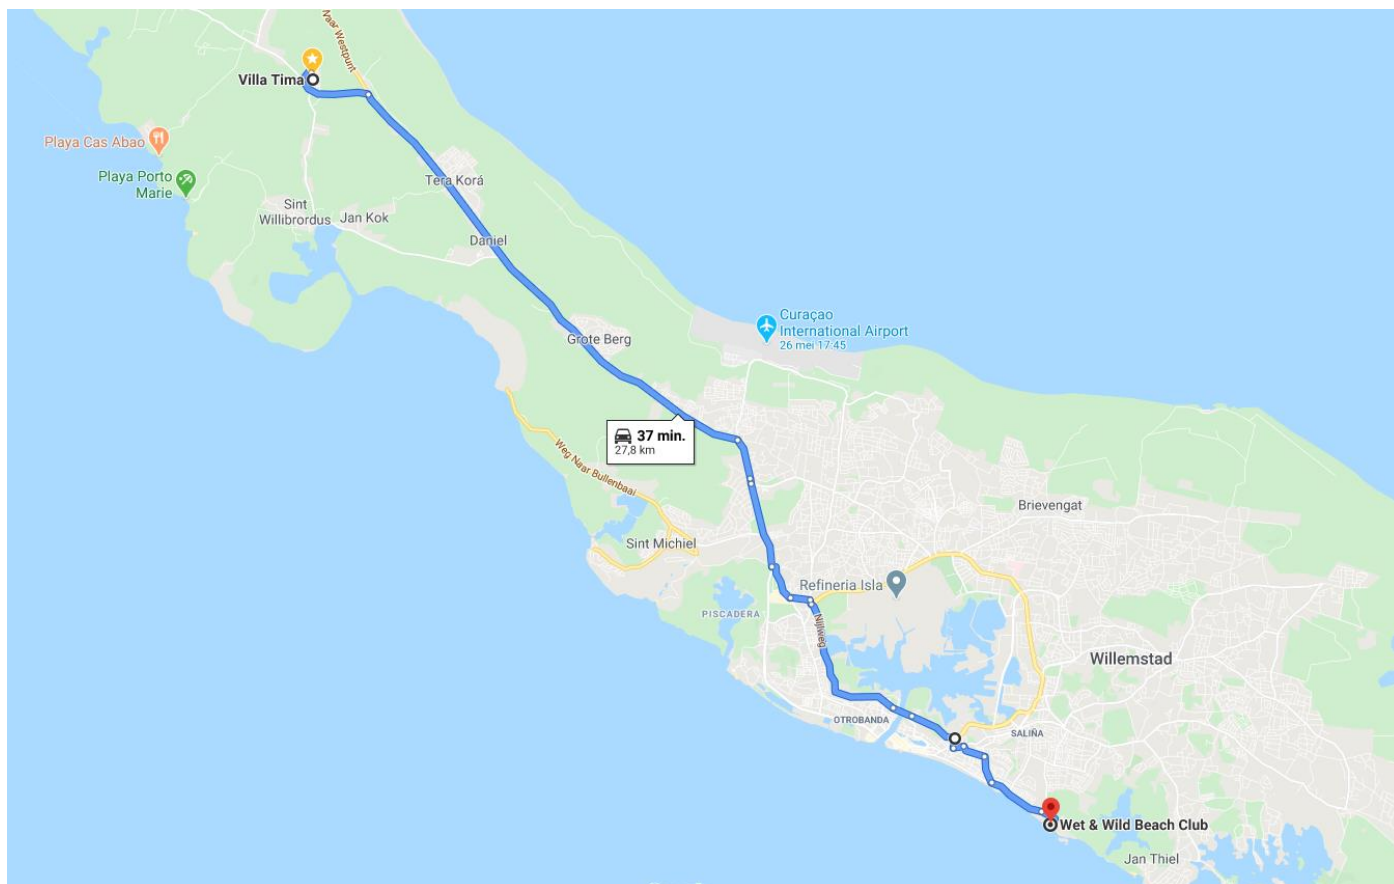 Naar Westpunt
Villa Tima
Playa Cas Abao
Playa Porto
Marie
Tera Korá
Sint
Willibrordus
Jan Kok
Daniel
Curaçao
International Airport
26 mei 17:45
Grote Berg
37 min.
27,8 km
Weg Naar Bullenbaai
Brievengat
Sint Michiel
Refineria Isla
PISCADERA
Nijlweg
Willemstad
OTROBANDA
SALIÑA
Wet & Wild Beach Club
Jan Thiel